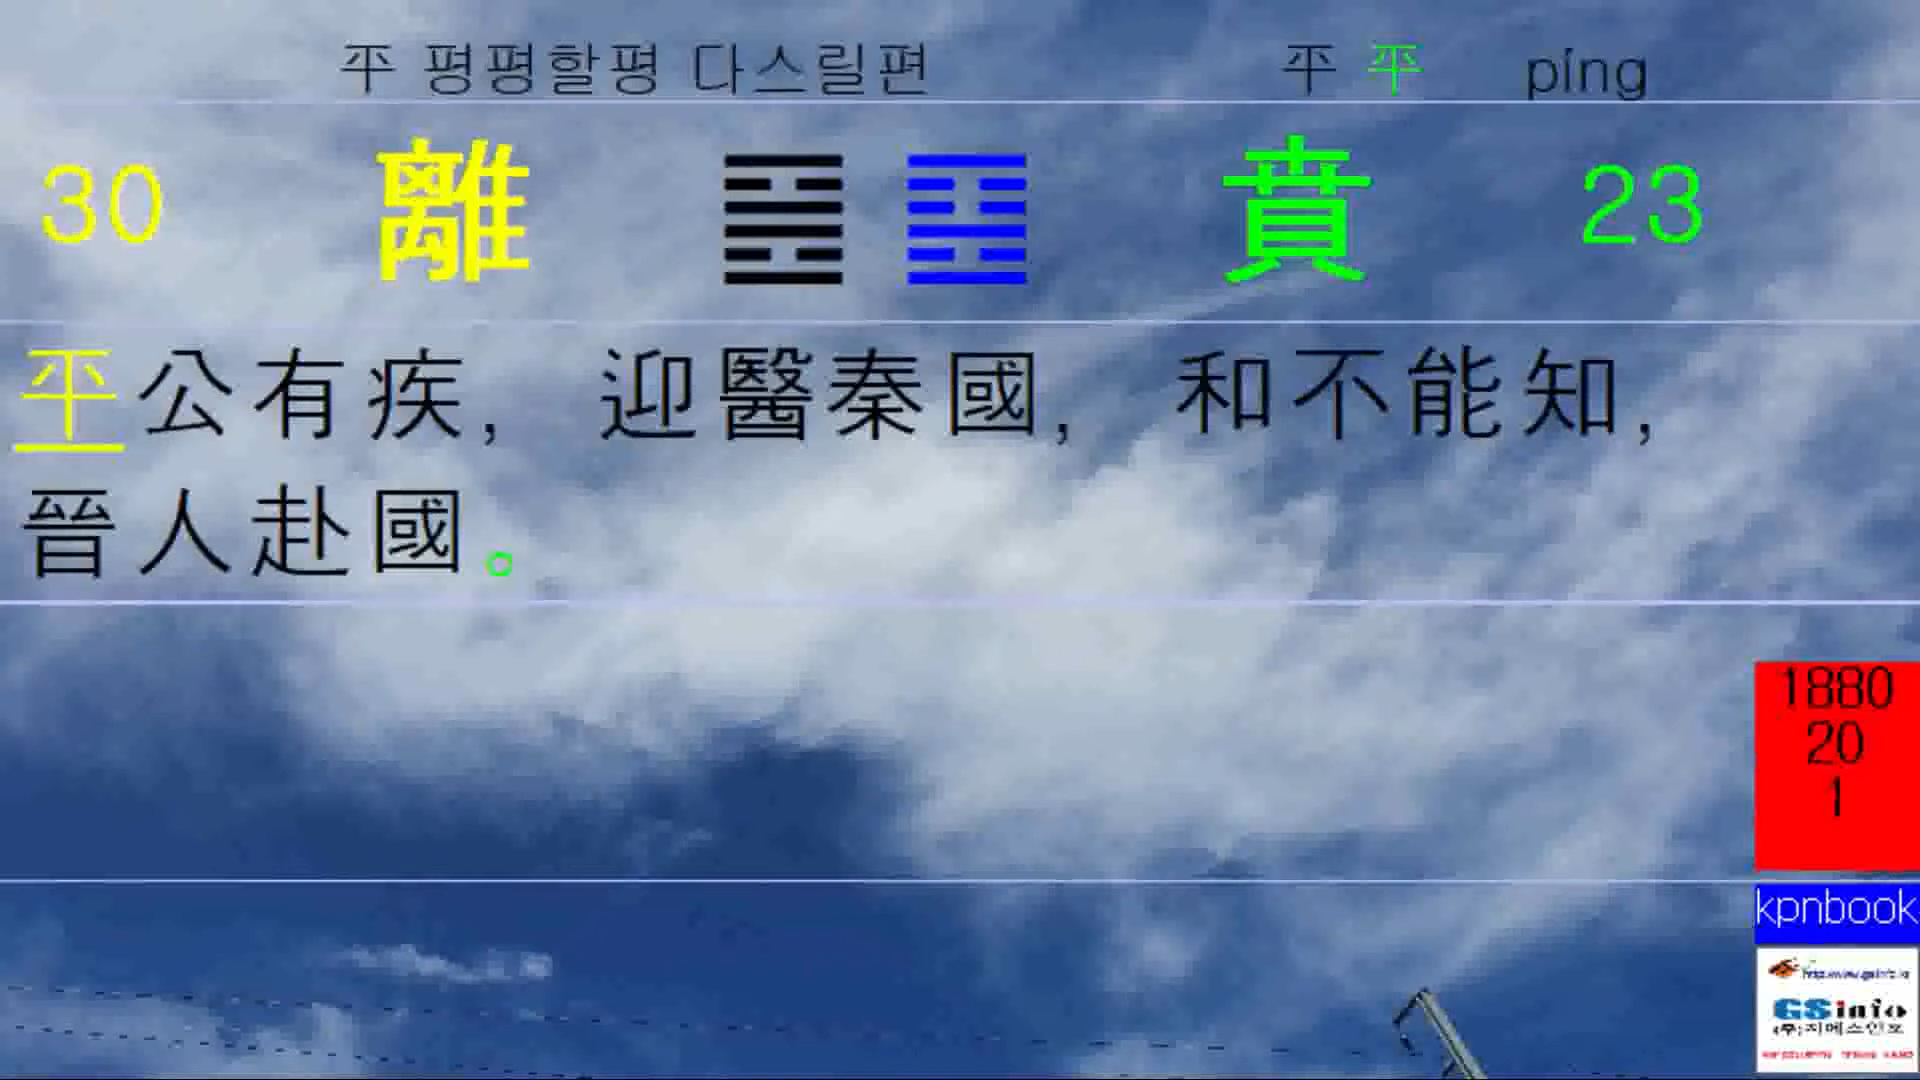 平 평평할평 다스릴편 平 平 píng
30 離 賁 23
平公有疾, 迎醫秦國, 和不能知,
晉人赴國。
1880
20
1
kpnbook
GSinfo
(주)지에스인포